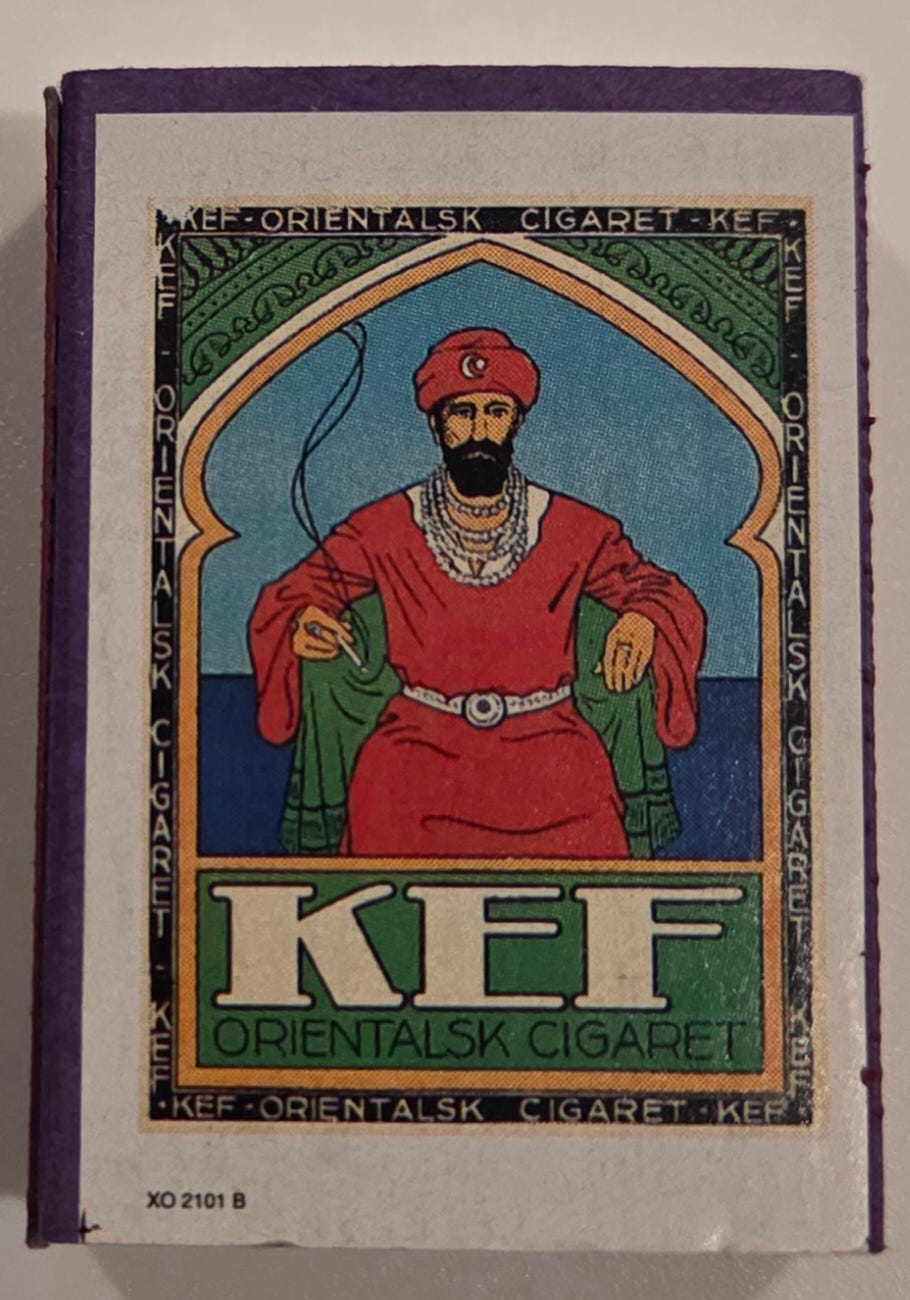 KEF - ORIENTALSK CIGARET - KEF ·
KEF - ORIENTALSK CIGARET - KEF
KEF - ORIENTALSK CIGARET · KEF
KEF
ORIENTALSK CIGARET
· KEF · ORIENTALSK CIGARET · KEF ·
XO 2101 B